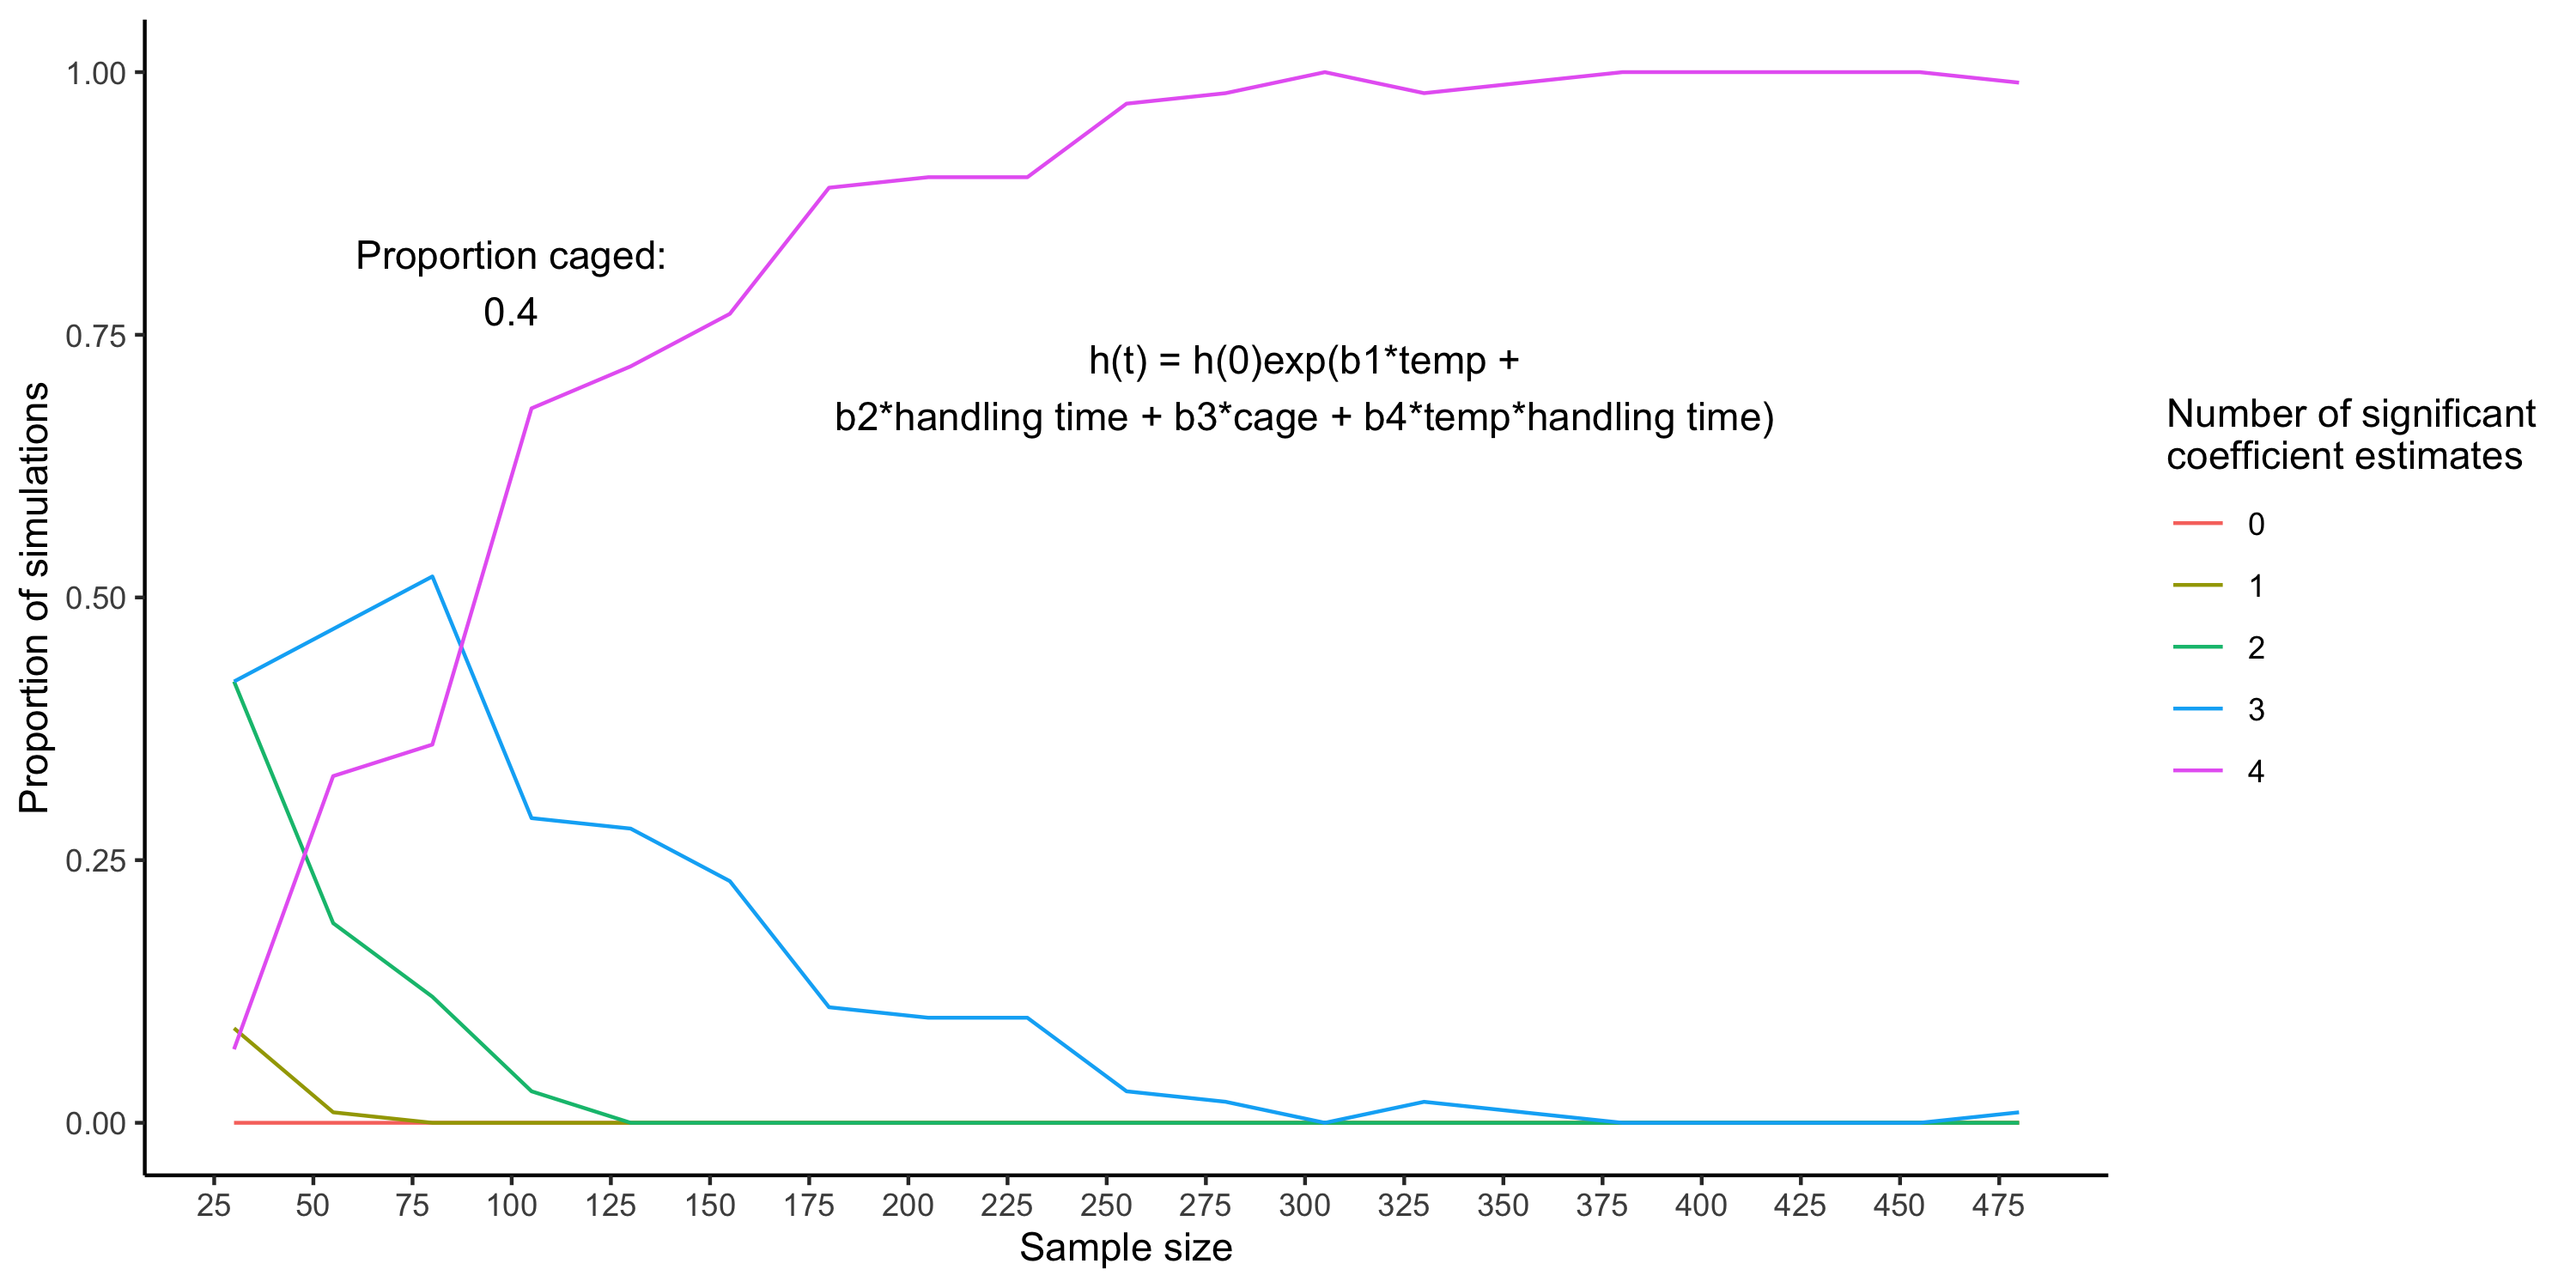 1.00
0.75
0.50
0.25
0.00
Proportion of simulations
Proportion caged:
0.4
h(t) = h(0)exp(b1*temp +
b2*handling time + b3*cage + b4*temp*handling time)
25 50 75 100 125 150 175 200 225 250 275 300 325 350 375 400 425 450 475
Sample size
Number of significant
coefficient estimates
0
1
2
3
4